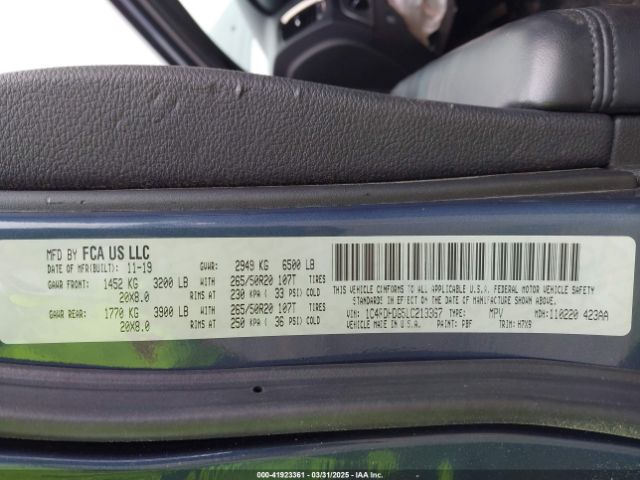 MFD BY FCA US LLC
DATE OF MFR(BUILT): 11-19 GVWR: 2949 KG 6500 LB
GAWR FRONT: 1452 KG 3200 LB WITH 265/50R20 107T TIRES
20X8.0 RIMS AT 230 KPA ( 33 PSI) COLD
GAWR REAR: 1770 KG 3900 LB WITH 265/50R20 107T TIRES
20X8.0 RIMS AT 250 KPA ( 36 PSI) COLD
THIS VEHICLE CONFORMS TO ALL APPLICABLE U.S.A. FEDERAL MOTOR VEHICLE SAFETY
STANDARDS IN EFFECT ON THE DATE OF MANUFACTURE SHOWN ABOVE.
VIN: TYPE: MPV MDH: 110220 423AA
VEHICLE MADE IN U.S.A. PAINT: PBF TRIM: H7X9
000-41923361 - 03/31/2025 - IAAI.COM